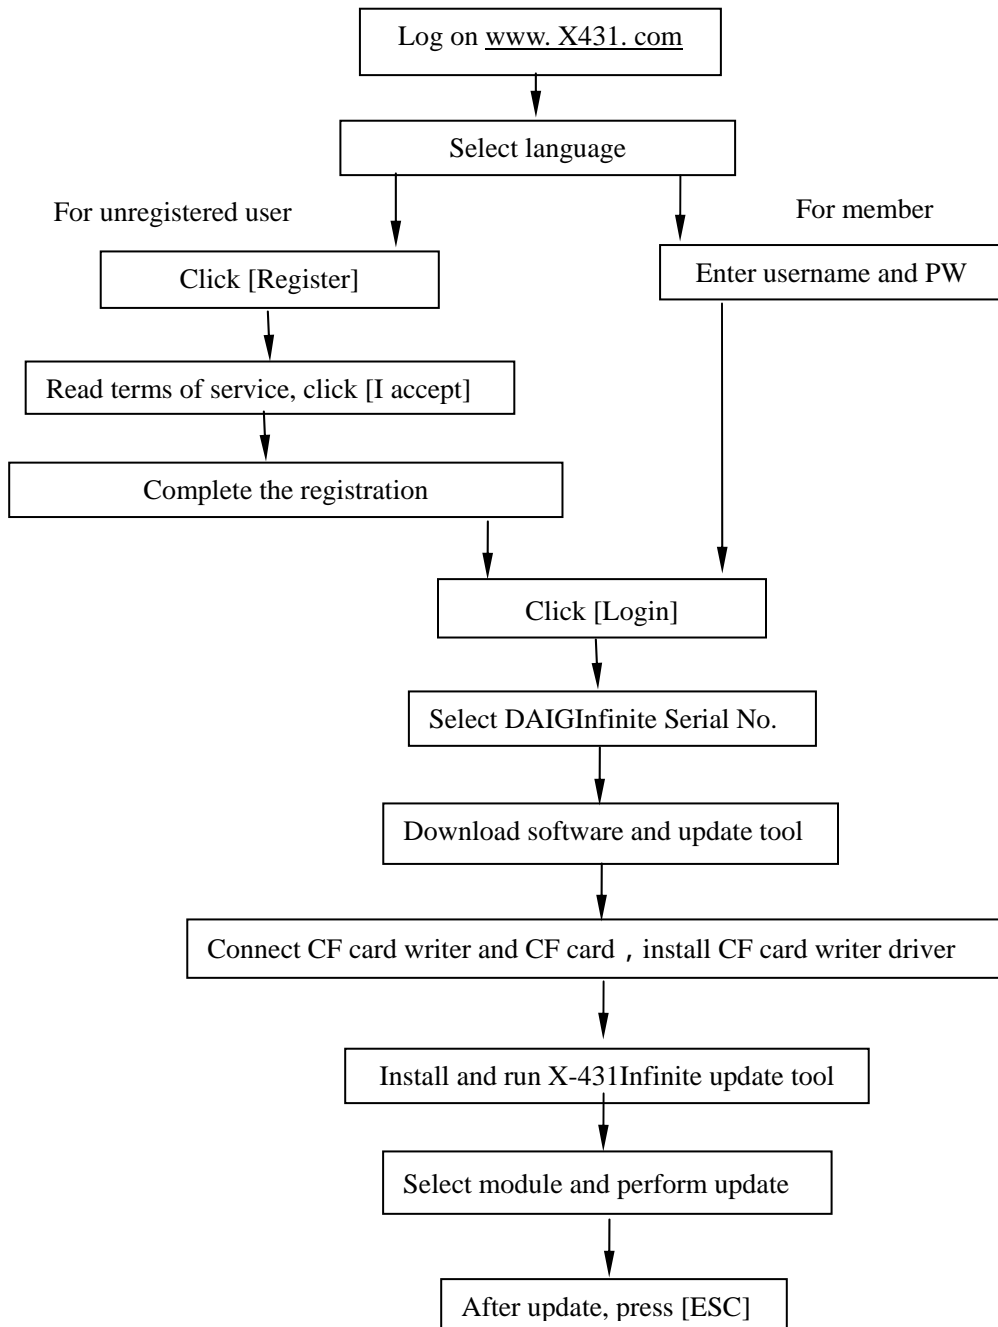 Log on www. X431. com
Select language
For unregistered user
For member
Click [Register]
Enter username and PW
Read terms of service, click [I accept]
Complete the registration
Click [Login]
Select DAIGInfinite Serial No.
Download software and update tool
Connect CF card writer and CF card，install CF card writer driver
Install and run X-431Infinite update tool
Select module and perform update
After update, press [ESC]